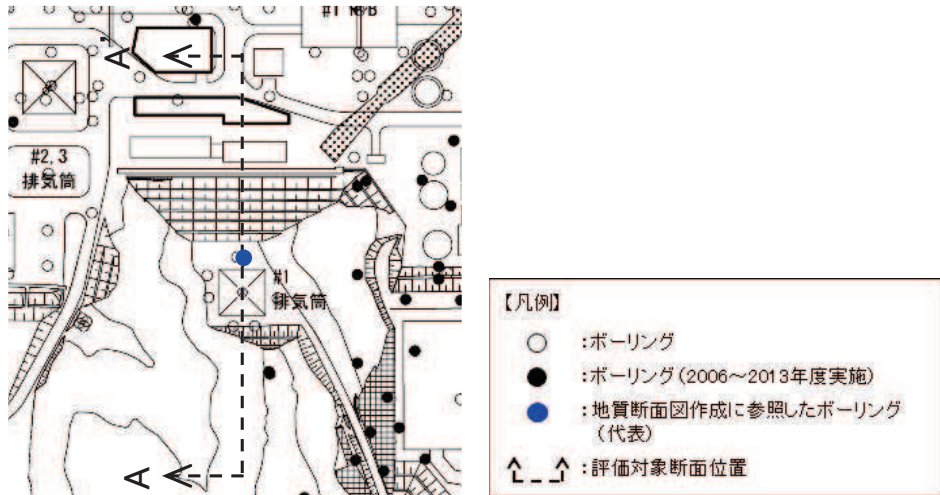 #1 R/B
A'
#2,3
排気筒
#1
排気筒
A
【凡例】
:ボーリング
:ボーリング(2006～2013年度実施)
:地質断面図作成に参照したボーリング
(代表)
:評価対象断面位置